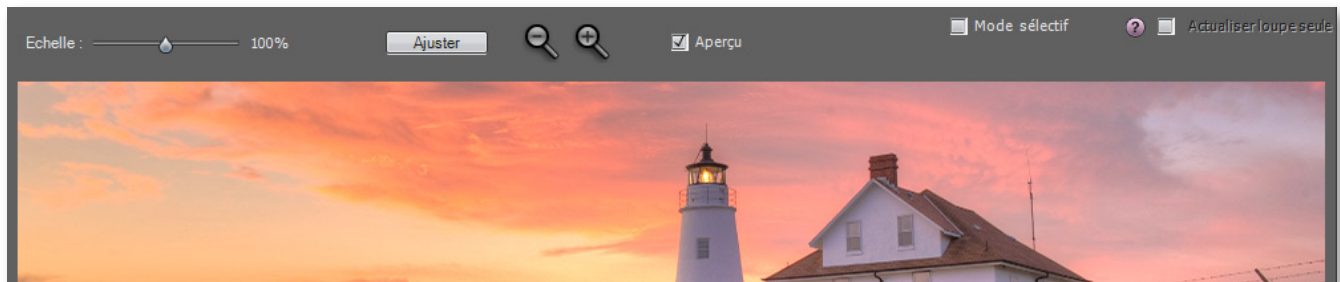 Echelle :
100%
Ajuster
Aperçu
Mode sélectif
?
Actualiser loupe seule